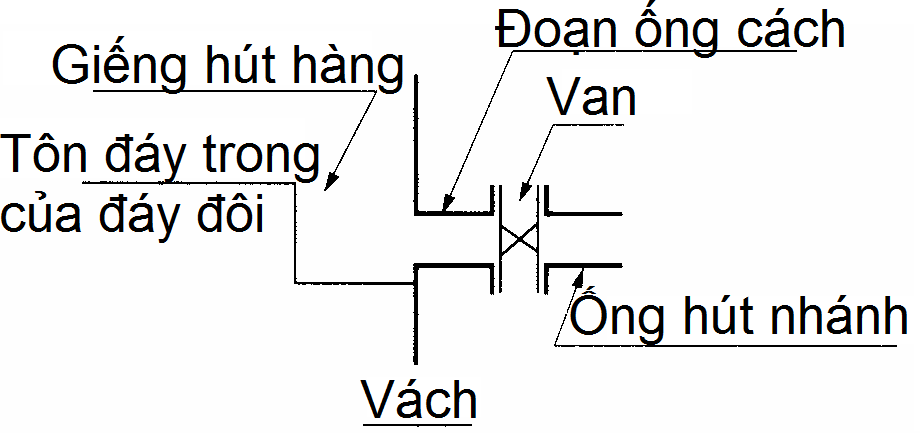 Đoạn ống cách
Giếng hút hàng
Van
Tôn đáy trong
của đáy đôi
Ống hút nhánh
Vách